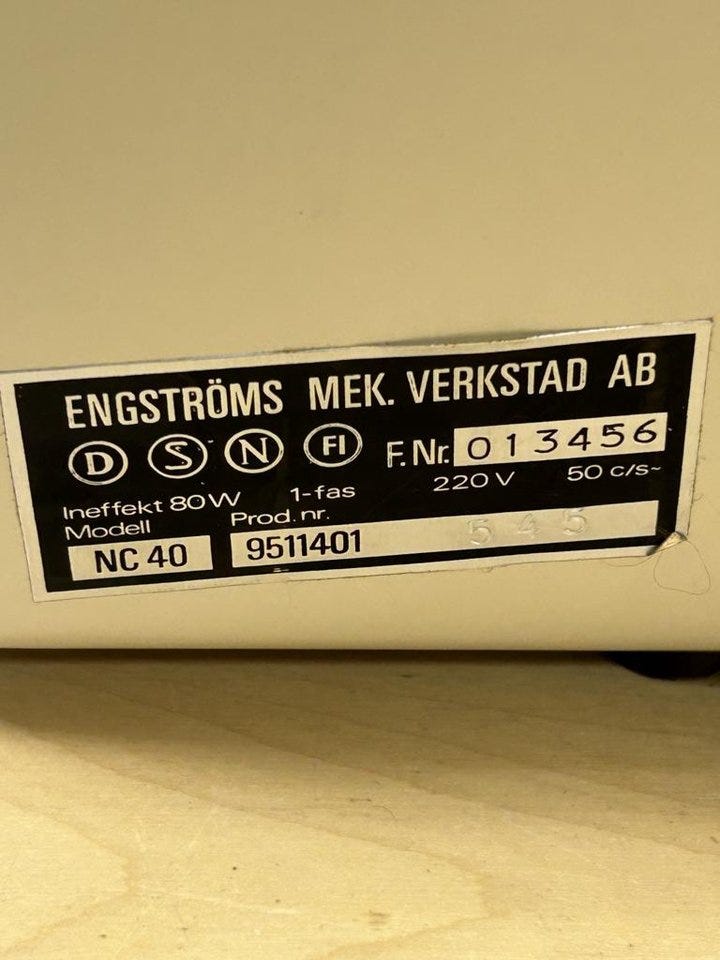 ENGSTRÖMS MEK. VERKSTAD AB
D S N FI F.Nr. 013456
Ineffekt 80W 1-fas 220 V 50 c/s~
Modell Prod. nr.
NC 40 9511401 545